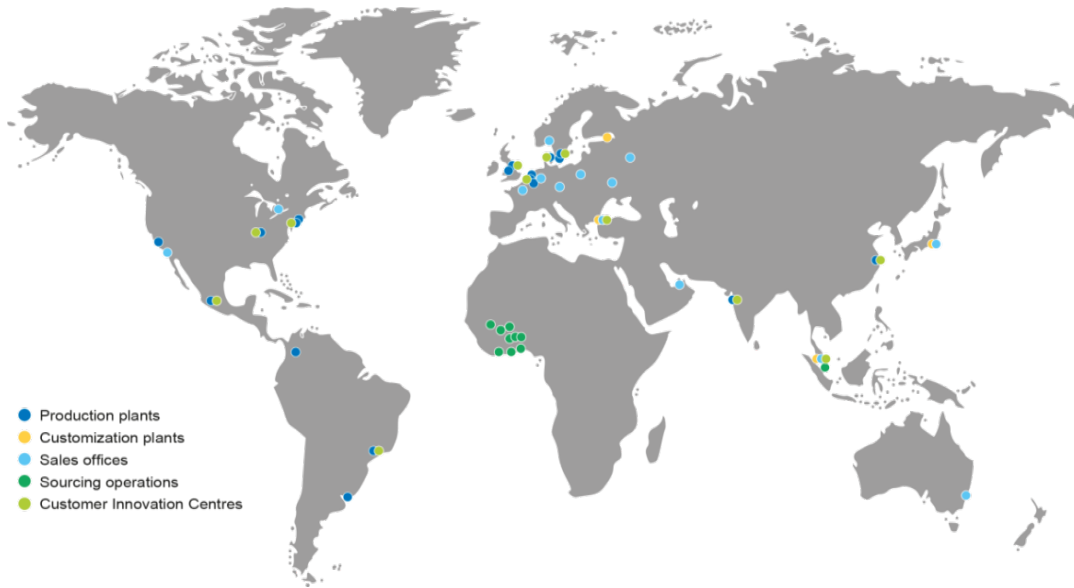 Production plants
Customization plants
Sales offices
Sourcing operations
Customer Innovation Centres